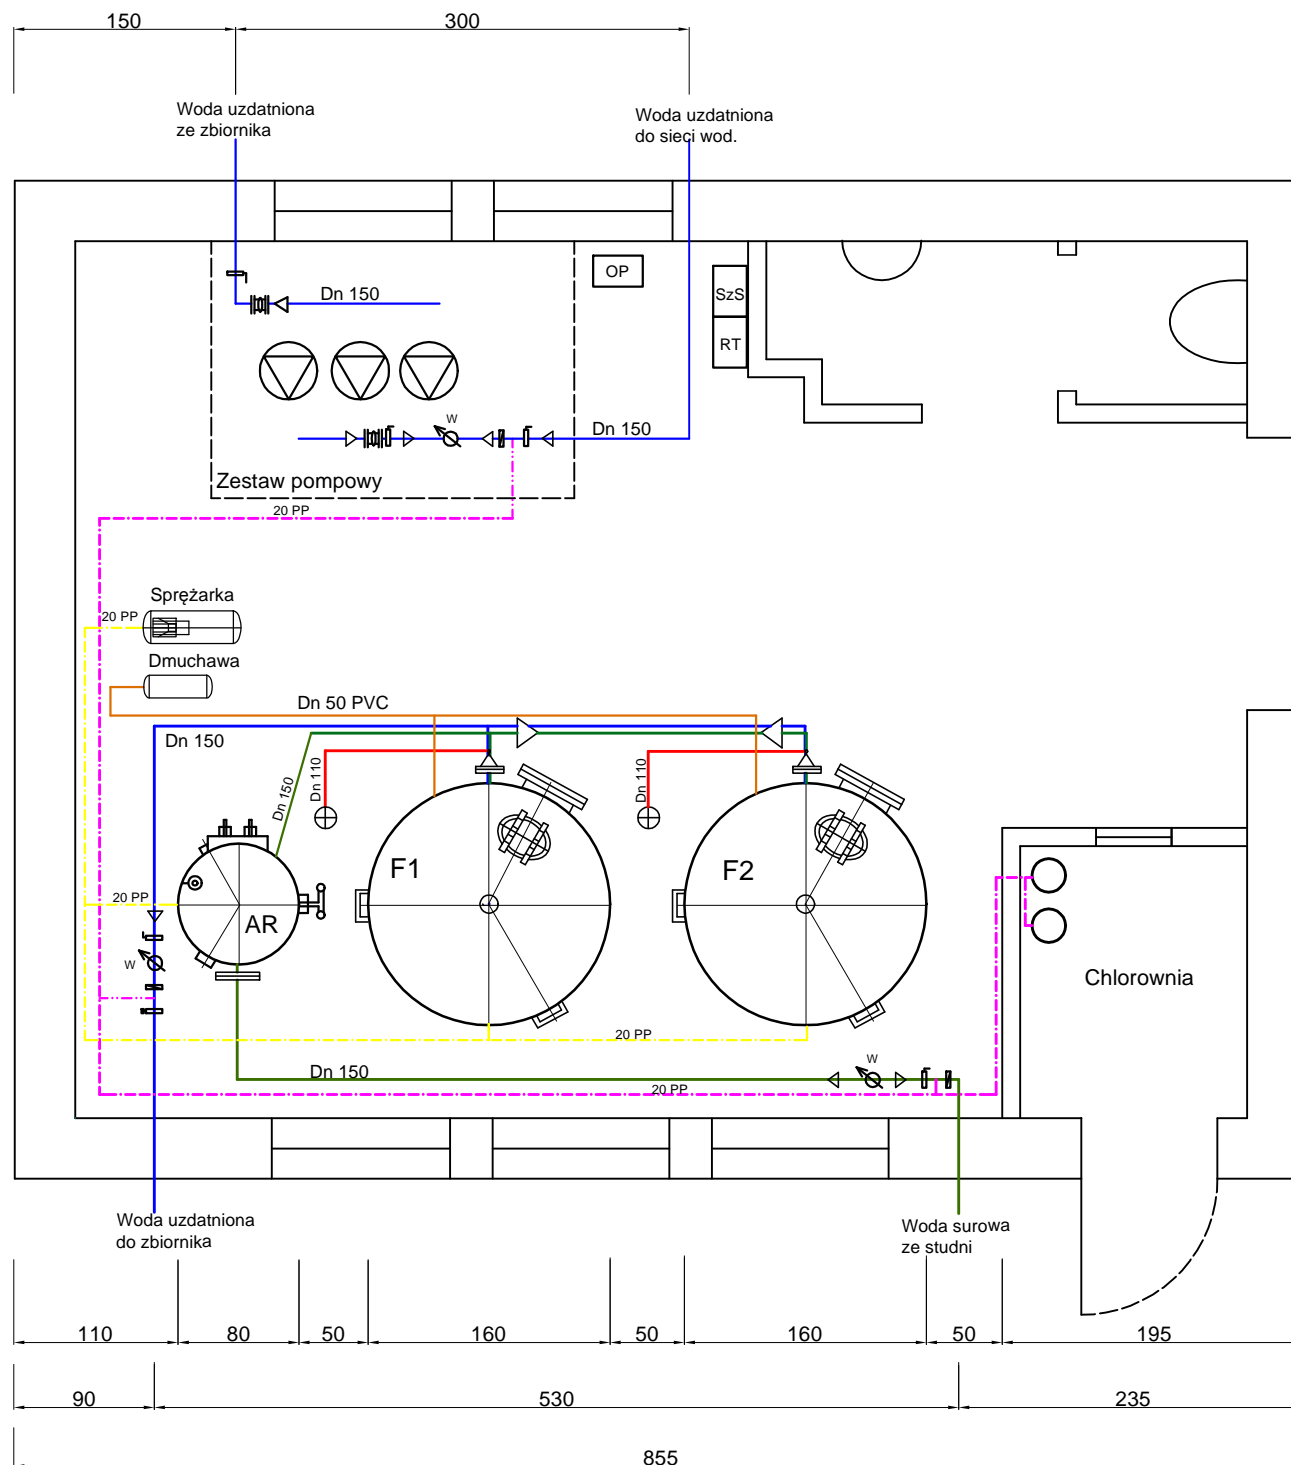 150
300
Woda uzdatniona
ze zbiornika
Woda uzdatniona
do sieci wod.
OP
SzS
RT
Dn 150
W
Dn 150
Zestaw pompowy
20 PP
Sprężarka
20 PP
Dmuchawa
Dn 50 PVC
Dn 150
Dn 150
Dn 110
Dn 110
F1
F2
20 PP
AR
W
Chlorownia
20 PP
W
Dn 150
20 PP
Woda uzdatniona
do zbiornika
Woda surowa
ze studni
110
80
50
160
50
160
50
195
90
530
235
855